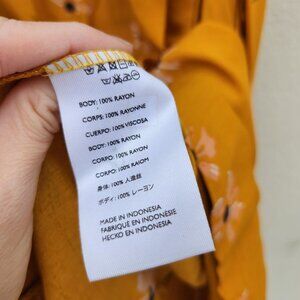 BODY: 100% RAYON
CORPS: 100% RAYONNE
CUERPO: 100% VISCOSA
BODY: 100% RAYON
CORPO: 100% RAYON
CORPO: 100% RAIOM
身体: 100% 人造丝
ボディ: 100% レーヨン
MADE IN INDONESIA
FABRIQUÉ EN INDONÉSIE
HECHO EN INDONESIA